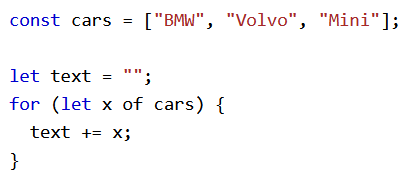 const cars = ["BMW", "Volvo", "Mini"];

let text = "";
for (let x of cars) {
  text += x;
}